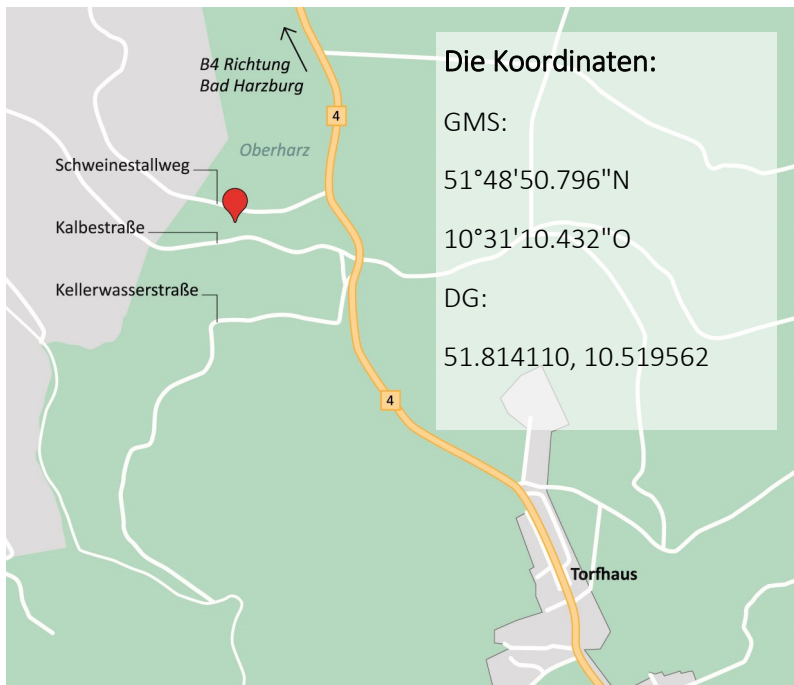 B4 Richtung
Bad Harzburg
4
Oberharz
Schweinestallweg
Kalbestraße
Kellerwasserstraße
4
Torfhaus
Die Koordinaten:
GMS:
51°48'50.796"N
10°31'10.432"O
DG:
51.814110, 10.519562